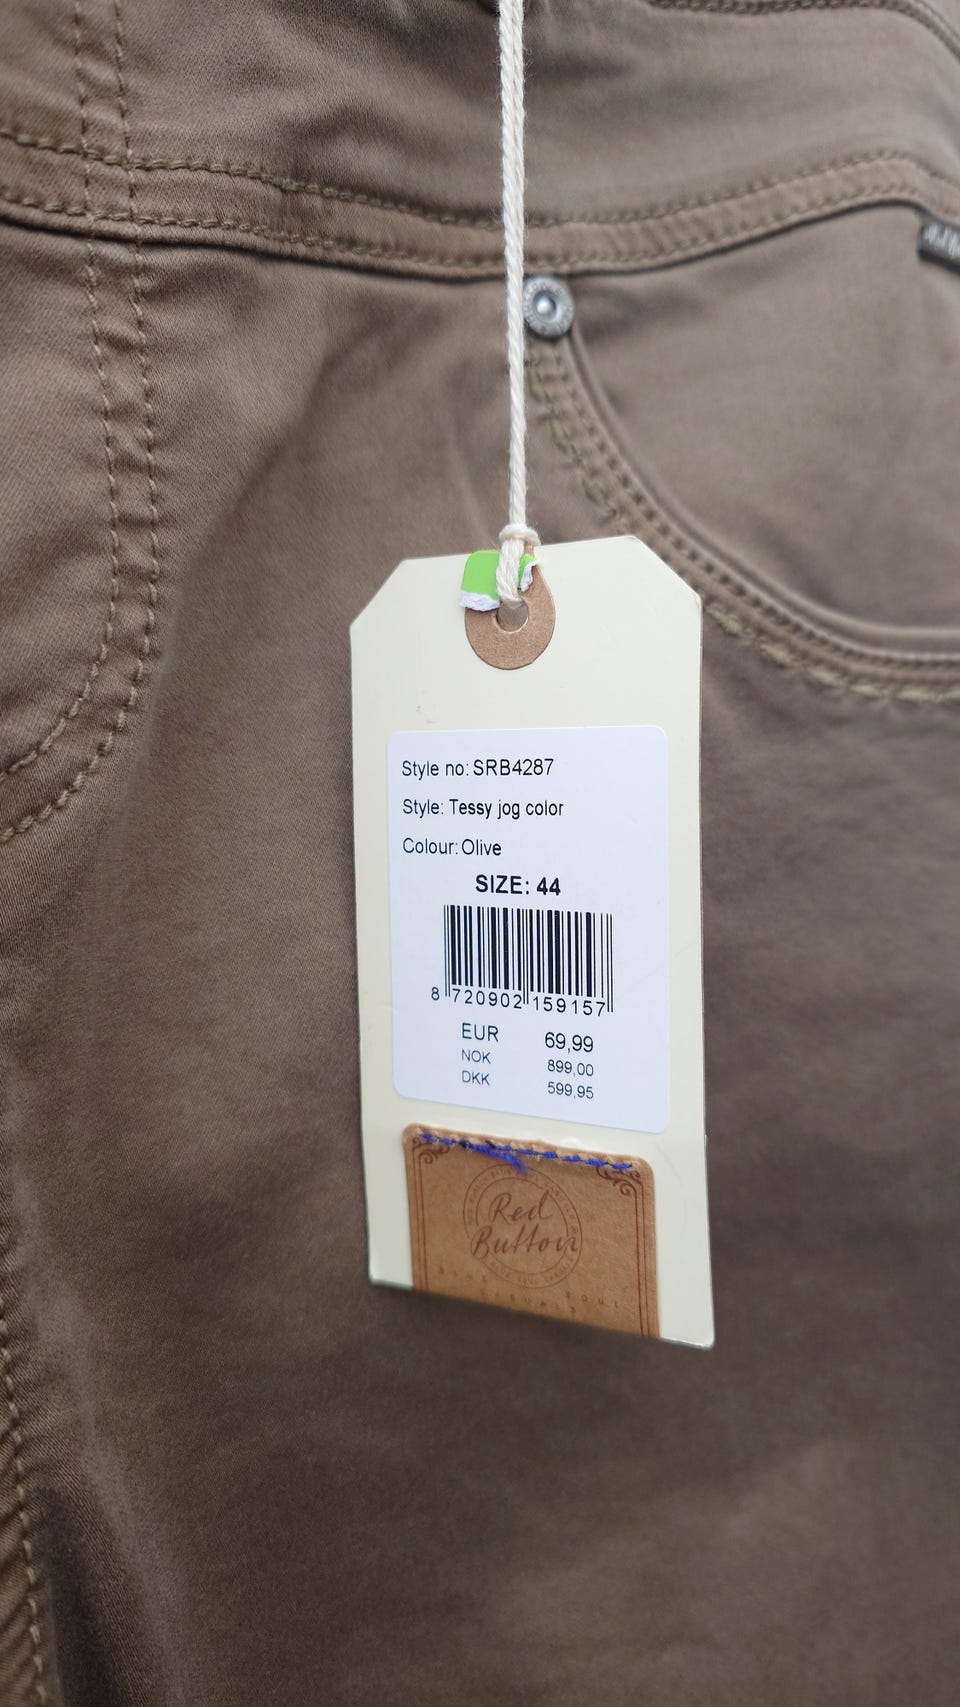 Style no: SRB4287
Style: Tessy jog color
Colour: Olive
SIZE: 44
8 720902 159157
EUR 69,99
NOK 899,00
DKK 599,95
Red
Button